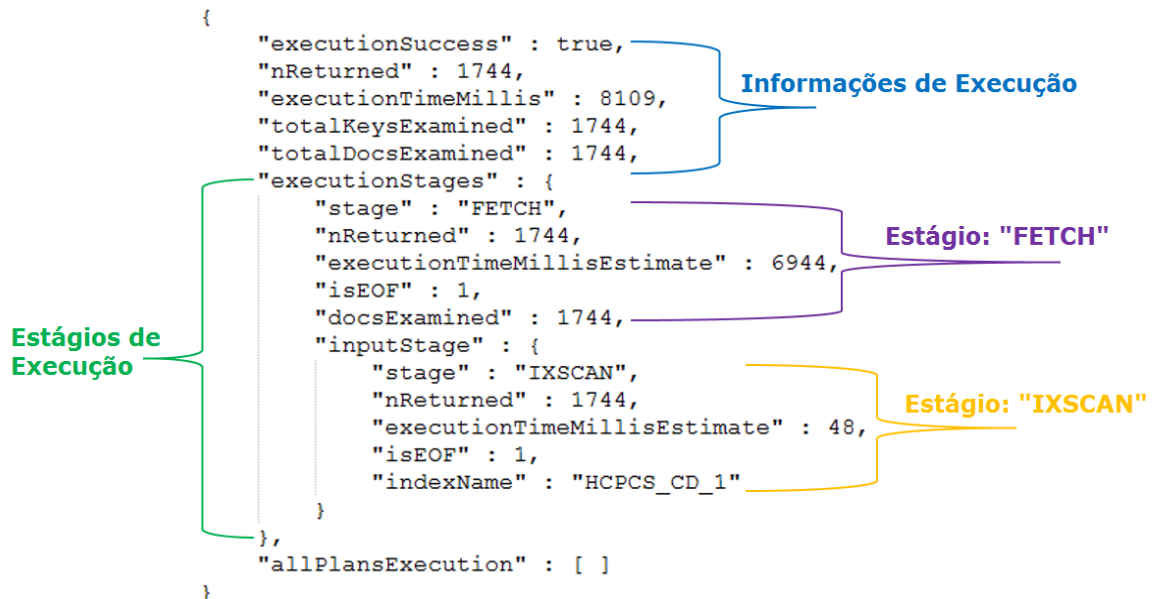 {
"executionSuccess" : true,
"nReturned" : 1744,
"executionTimeMillis" : 8109,
"totalKeysExamined" : 1744,
"totalDocsExamined" : 1744,
"executionStages" : {
"stage" : "FETCH",
"nReturned" : 1744,
"executionTimeMillisEstimate" : 6944,
"isEOF" : 1,
"docsExamined" : 1744,
"inputStage" : {
"stage" : "IXSCAN",
"nReturned" : 1744,
"executionTimeMillisEstimate" : 48,
"isEOF" : 1,
"indexName" : "HCPCS_CD_1"
}
},
"allPlansExecution" : [ ]
}
Informações de Execução
Estágio: "FETCH"
Estágios de
Execução
Estágio: "IXSCAN"